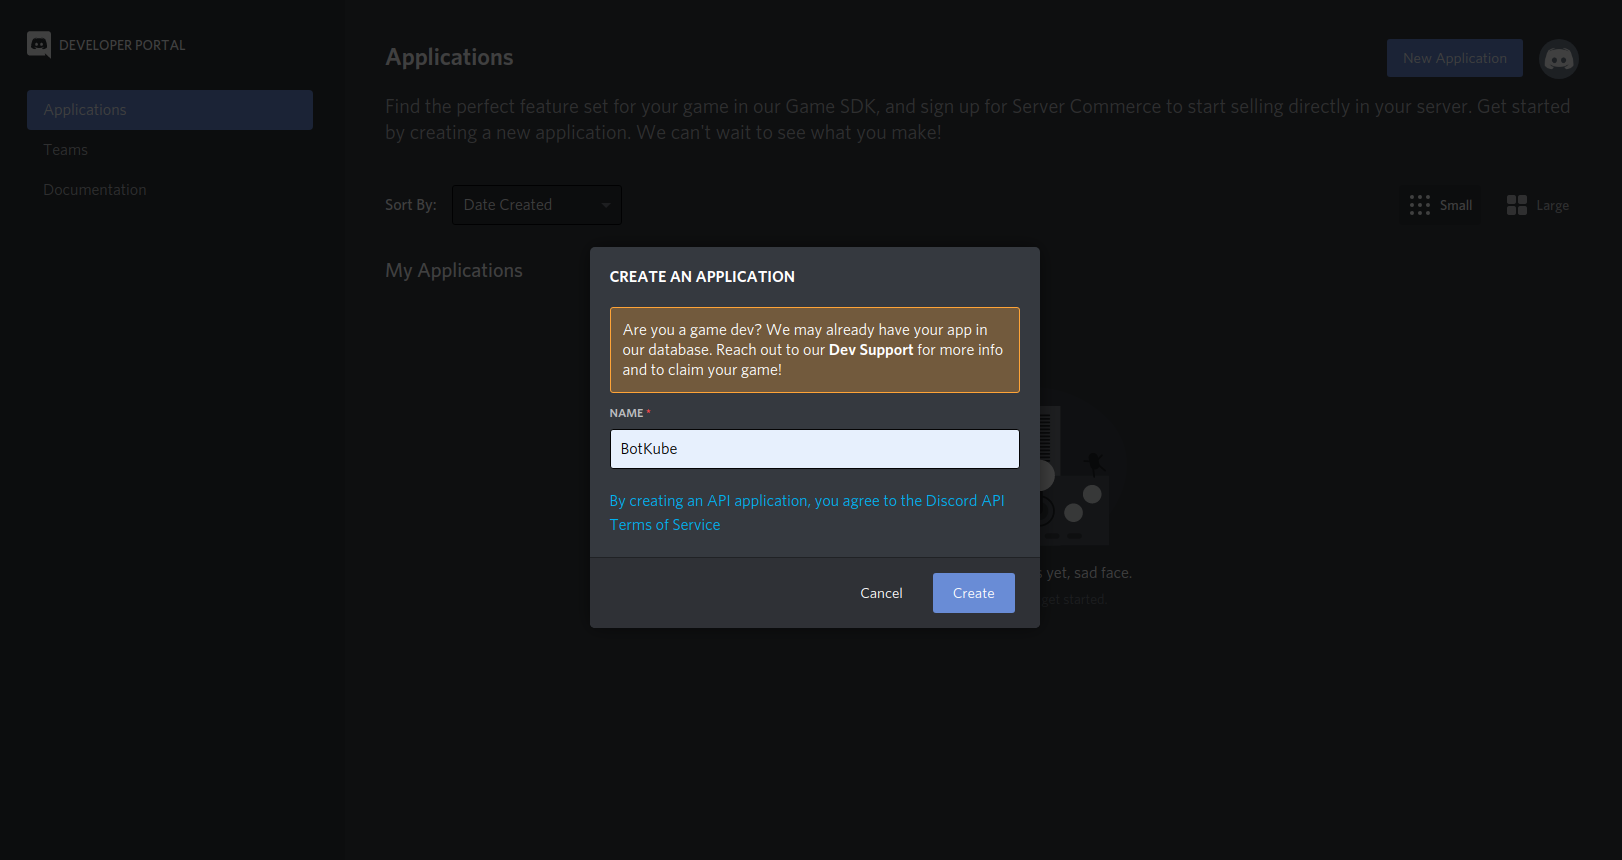 DEVELOPER PORTAL
Applications
Teams
Documentation
Applications
New Application
Find the perfect feature set for your game in our Game SDK, and sign up for Server Commerce to start selling directly in your server. Get started
by creating a new application. We can't wait to see what you make!
Sort By:
Date Created
Small
Large
My Applications
CREATE AN APPLICATION
Are you a game dev? We may already have your app in
our database. Reach out to our Dev Support for more info
and to claim your game!
NAME *
BotKube
By creating an API application, you agree to the Discord API
Terms of Service
yet, sad face.
get started
Cancel
Create